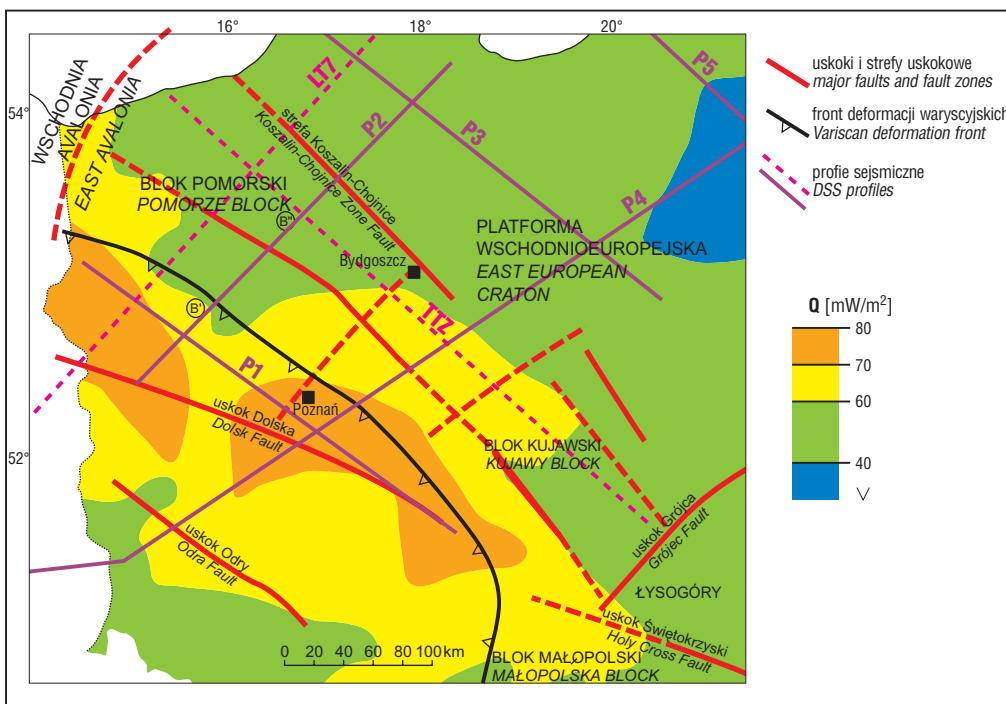 16°
18°
20°
54°
52°
WSCHODNIA
AVALONIA
EAST AVALONIA
LT7
P2
P3
P5
P4
strefa Koszalin-Chojnice
Koszalin-Chojnice Zone Fault
BLOK POMORSKI
POMORZE BLOCK
B"
PLATFORMA
WSCHODNIOEUROPEJSKA
EAST EUROPEAN
CRATON
Bydgoszcz
B'
TTZ
P1
Poznań
uskok Dolska
Dolsk Fault
BLOK KUJAWSKI
KUJAWY BLOCK
uskok Odry
Odra Fault
uskok Grójca
Grójec Fault
ŁYSOGÓRY
uskok Świętokrzyski
Holy Cross Fault
0 20 40 60 80 100 km
BLOK MAŁOPOLSKI
MAŁOPOLSKA BLOCK
uskoki i strefy uskokowe
major faults and fault zones
front deformacji waryscyjskich
Variscan deformation front
profie sejsmiczne
DSS profiles
Q [mW/m²]
80
70
60
40